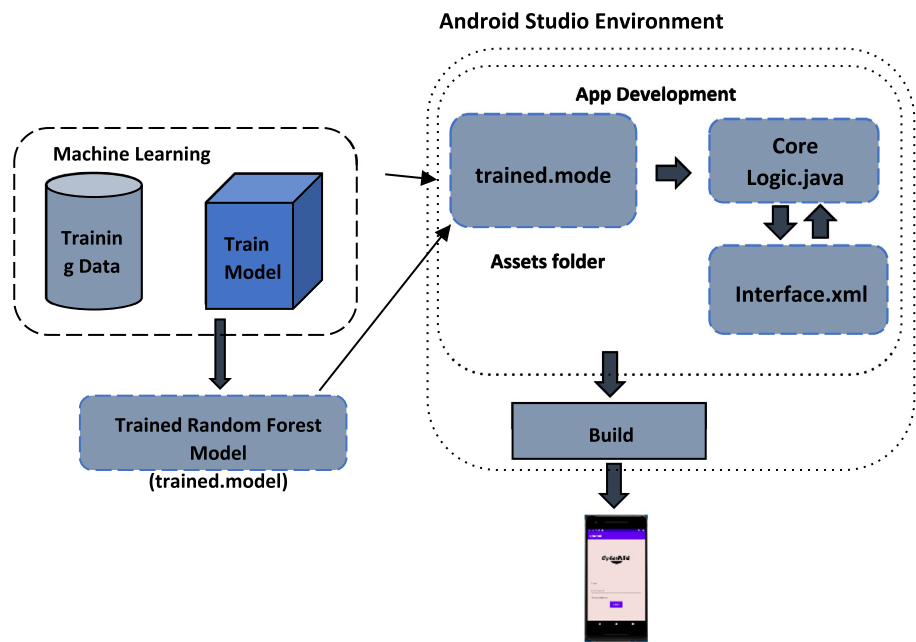 Android Studio Environment
App Development
Machine Learning
Trainin
g Data
Train
Model
trained.mode
Core
Logic.java
Assets folder
Interface.xml
Trained Random Forest
Model
(trained.model)
Build